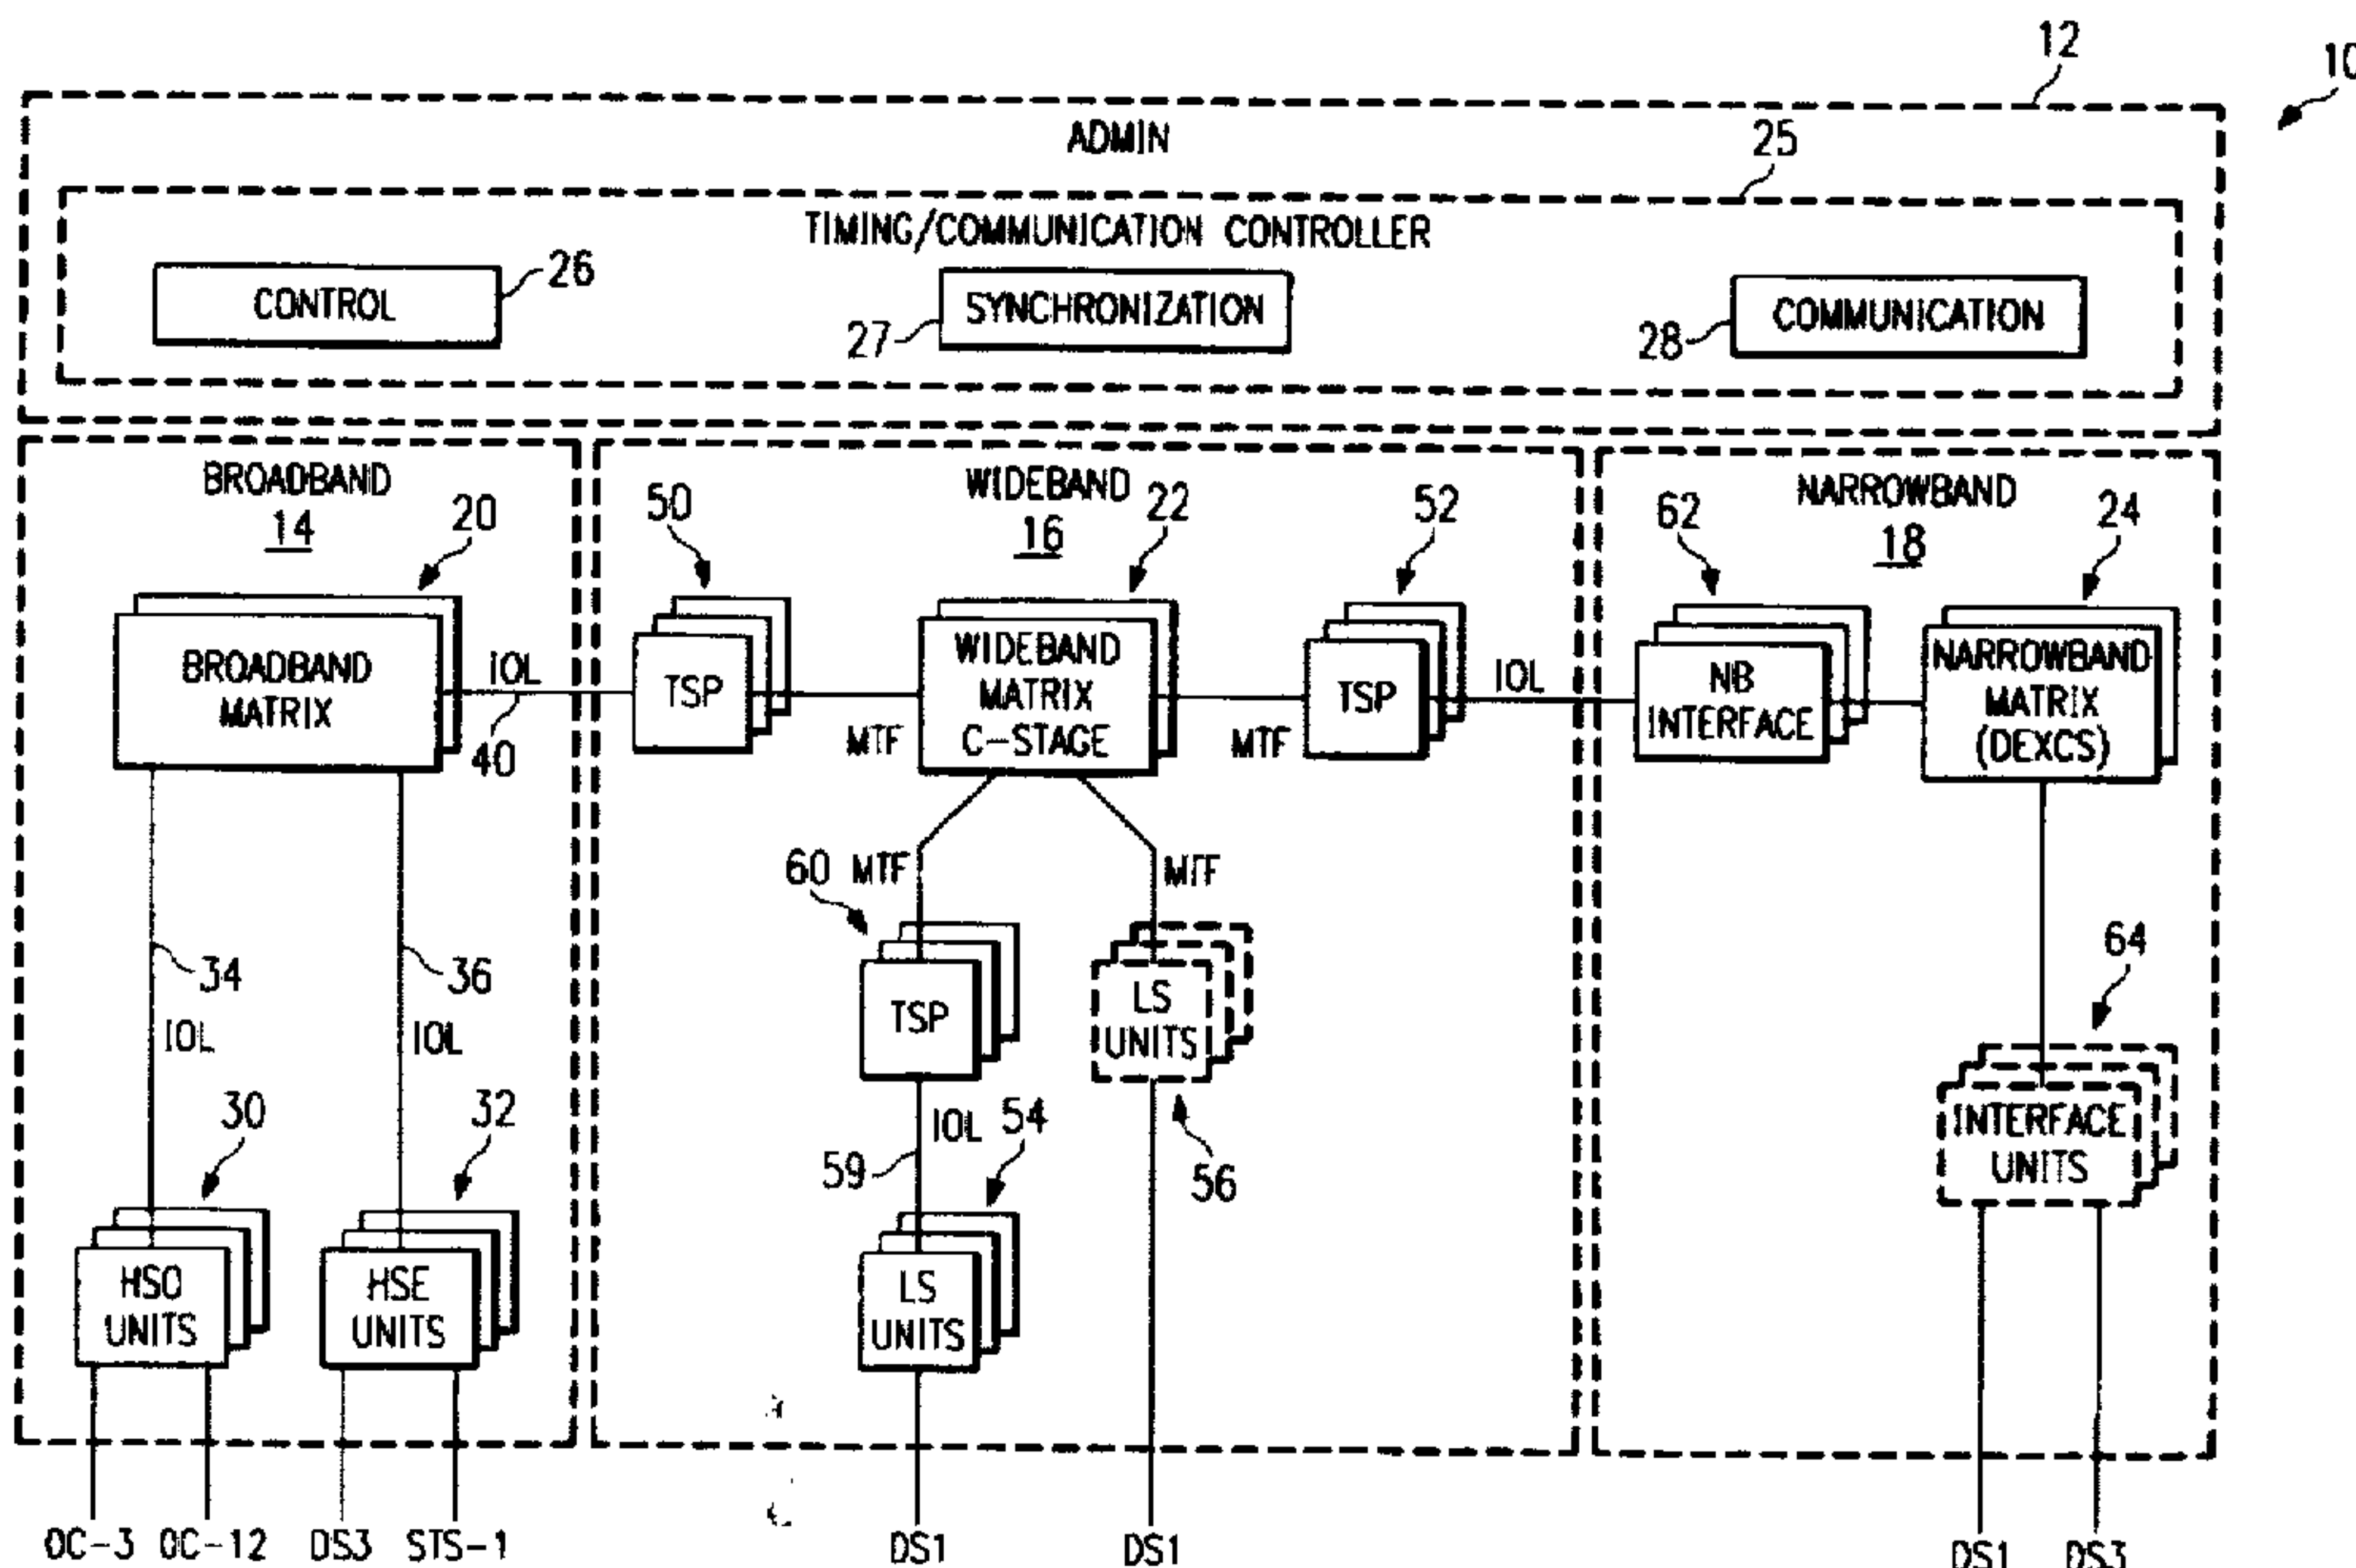 12
10
ADMIN
25
TIMING/COMMUNICATION CONTROLLER
CONTROL
26
27
SYNCHRONIZATION
28
COMMUNICATION
BROADBAND
14
20
BROADBAND
MATRIX
IOL
40
34
IOL
36
IOL
30
HSO
UNITS
32
HSE
UNITS
OC-3
OC-12
DS3
STS-1
WIDEBAND
16
50
TSP
MTF
22
WIDEBAND
MATRIX
C-STAGE
MTF
52
TSP
IOL
60
MTF
MTF
TSP
LS
UNITS
56
IOL
59
54
LS
UNITS
DS1
DS1
NARROWBAND
18
62
NB
INTERFACE
24
NARROWBAND
MATRIX
(DEXCS)
64
INTERFACE
UNITS
DS1
DS3